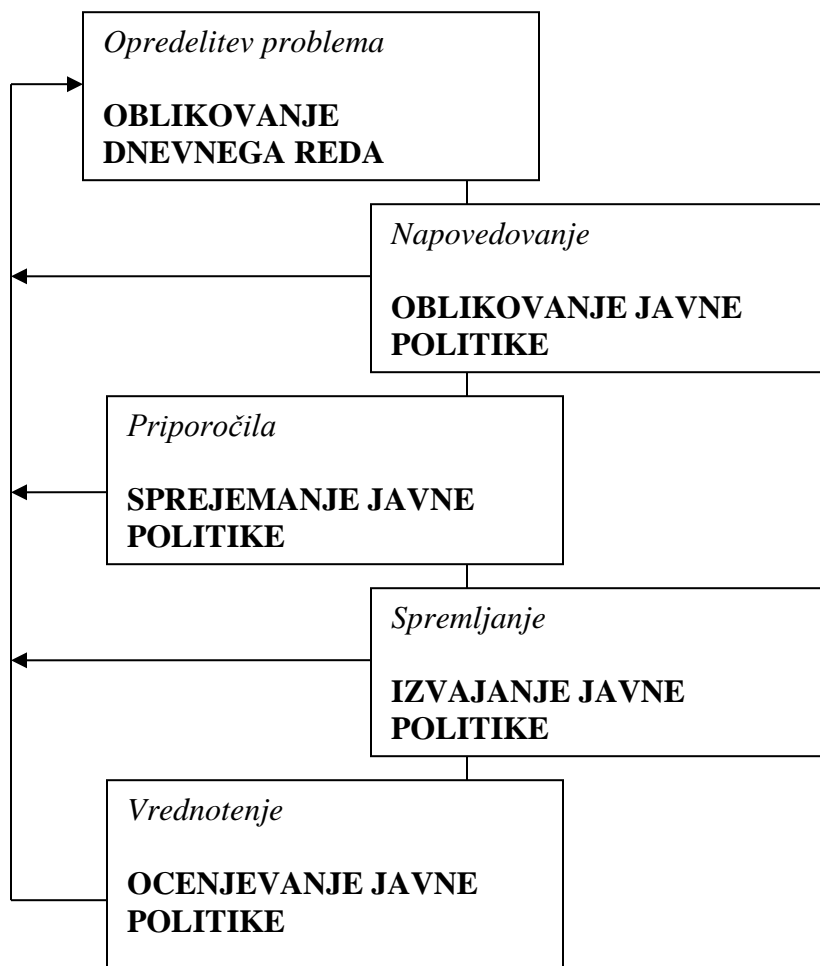 Opredelitev problema
OBLIKOVANJE
DNEVNEGA REDA
Napovedovanje
OBLIKOVANJE JAVNE
POLITIKE
Priporočila
SPREJEMANJE JAVNE
POLITIKE
Spremljanje
IZVAJANJE JAVNE
POLITIKE
Vrednotenje
OCENJEVANJE JAVNE
POLITIKE